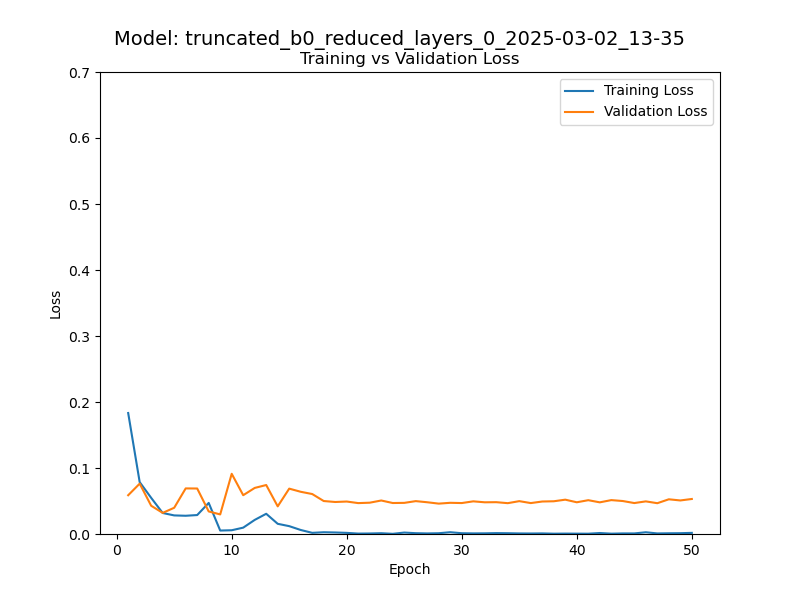 Model: truncated_b0_reduced_layers_0_2025-03-02_13-35
Training vs Validation Loss
0.7
0.6
0.5
0.4
0.3
0.2
0.1
0.0
Loss
Training Loss
Validation Loss
0 10 20 30 40 50
Epoch